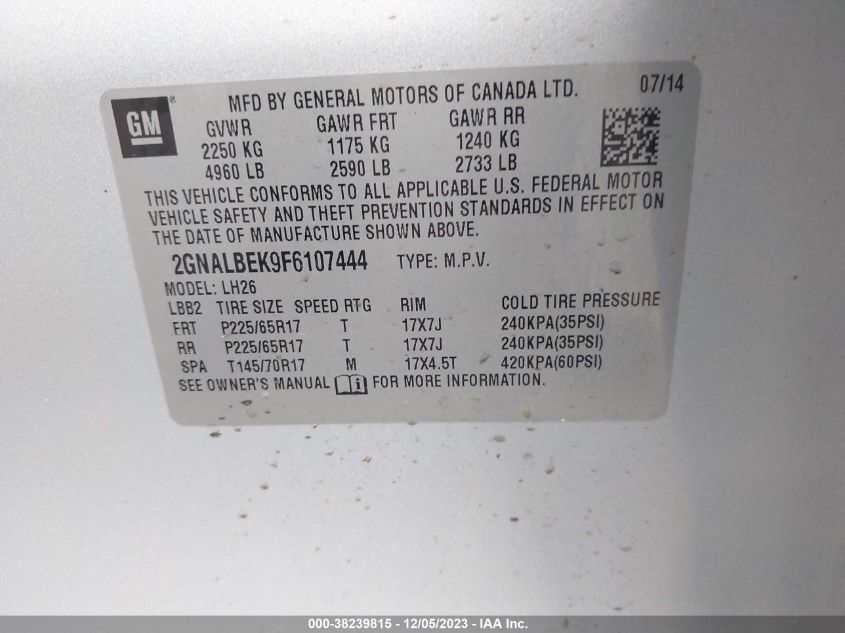 MFD BY GENERAL MOTORS OF CANADA LTD. 07/14
GM®
GVWR GAWR FRT GAWR RR
2250 KG 1175 KG 1240 KG
4960 LB 2590 LB 2733 LB
THIS VEHICLE CONFORMS TO ALL APPLICABLE U.S. FEDERAL MOTOR
VEHICLE SAFETY AND THEFT PREVENTION STANDARDS IN EFFECT ON
THE DATE OF MANUFACTURE SHOWN ABOVE.
2GNALBEK9F6107444 TYPE: M.P.V.
MODEL: LH26
LBB2 TIRE SIZE SPEED RTG RIM COLD TIRE PRESSURE
FRT P225/65R17 T 17X7J 240KPA(35PSI)
RR P225/65R17 T 17X7J 240KPA(35PSI)
SPA T145/70R17 M 17X4.5T 420KPA(60PSI)
SEE OWNER'S MANUAL FOR MORE INFORMATION.
000-38239815 - 12/05/2023 - IAA Inc.